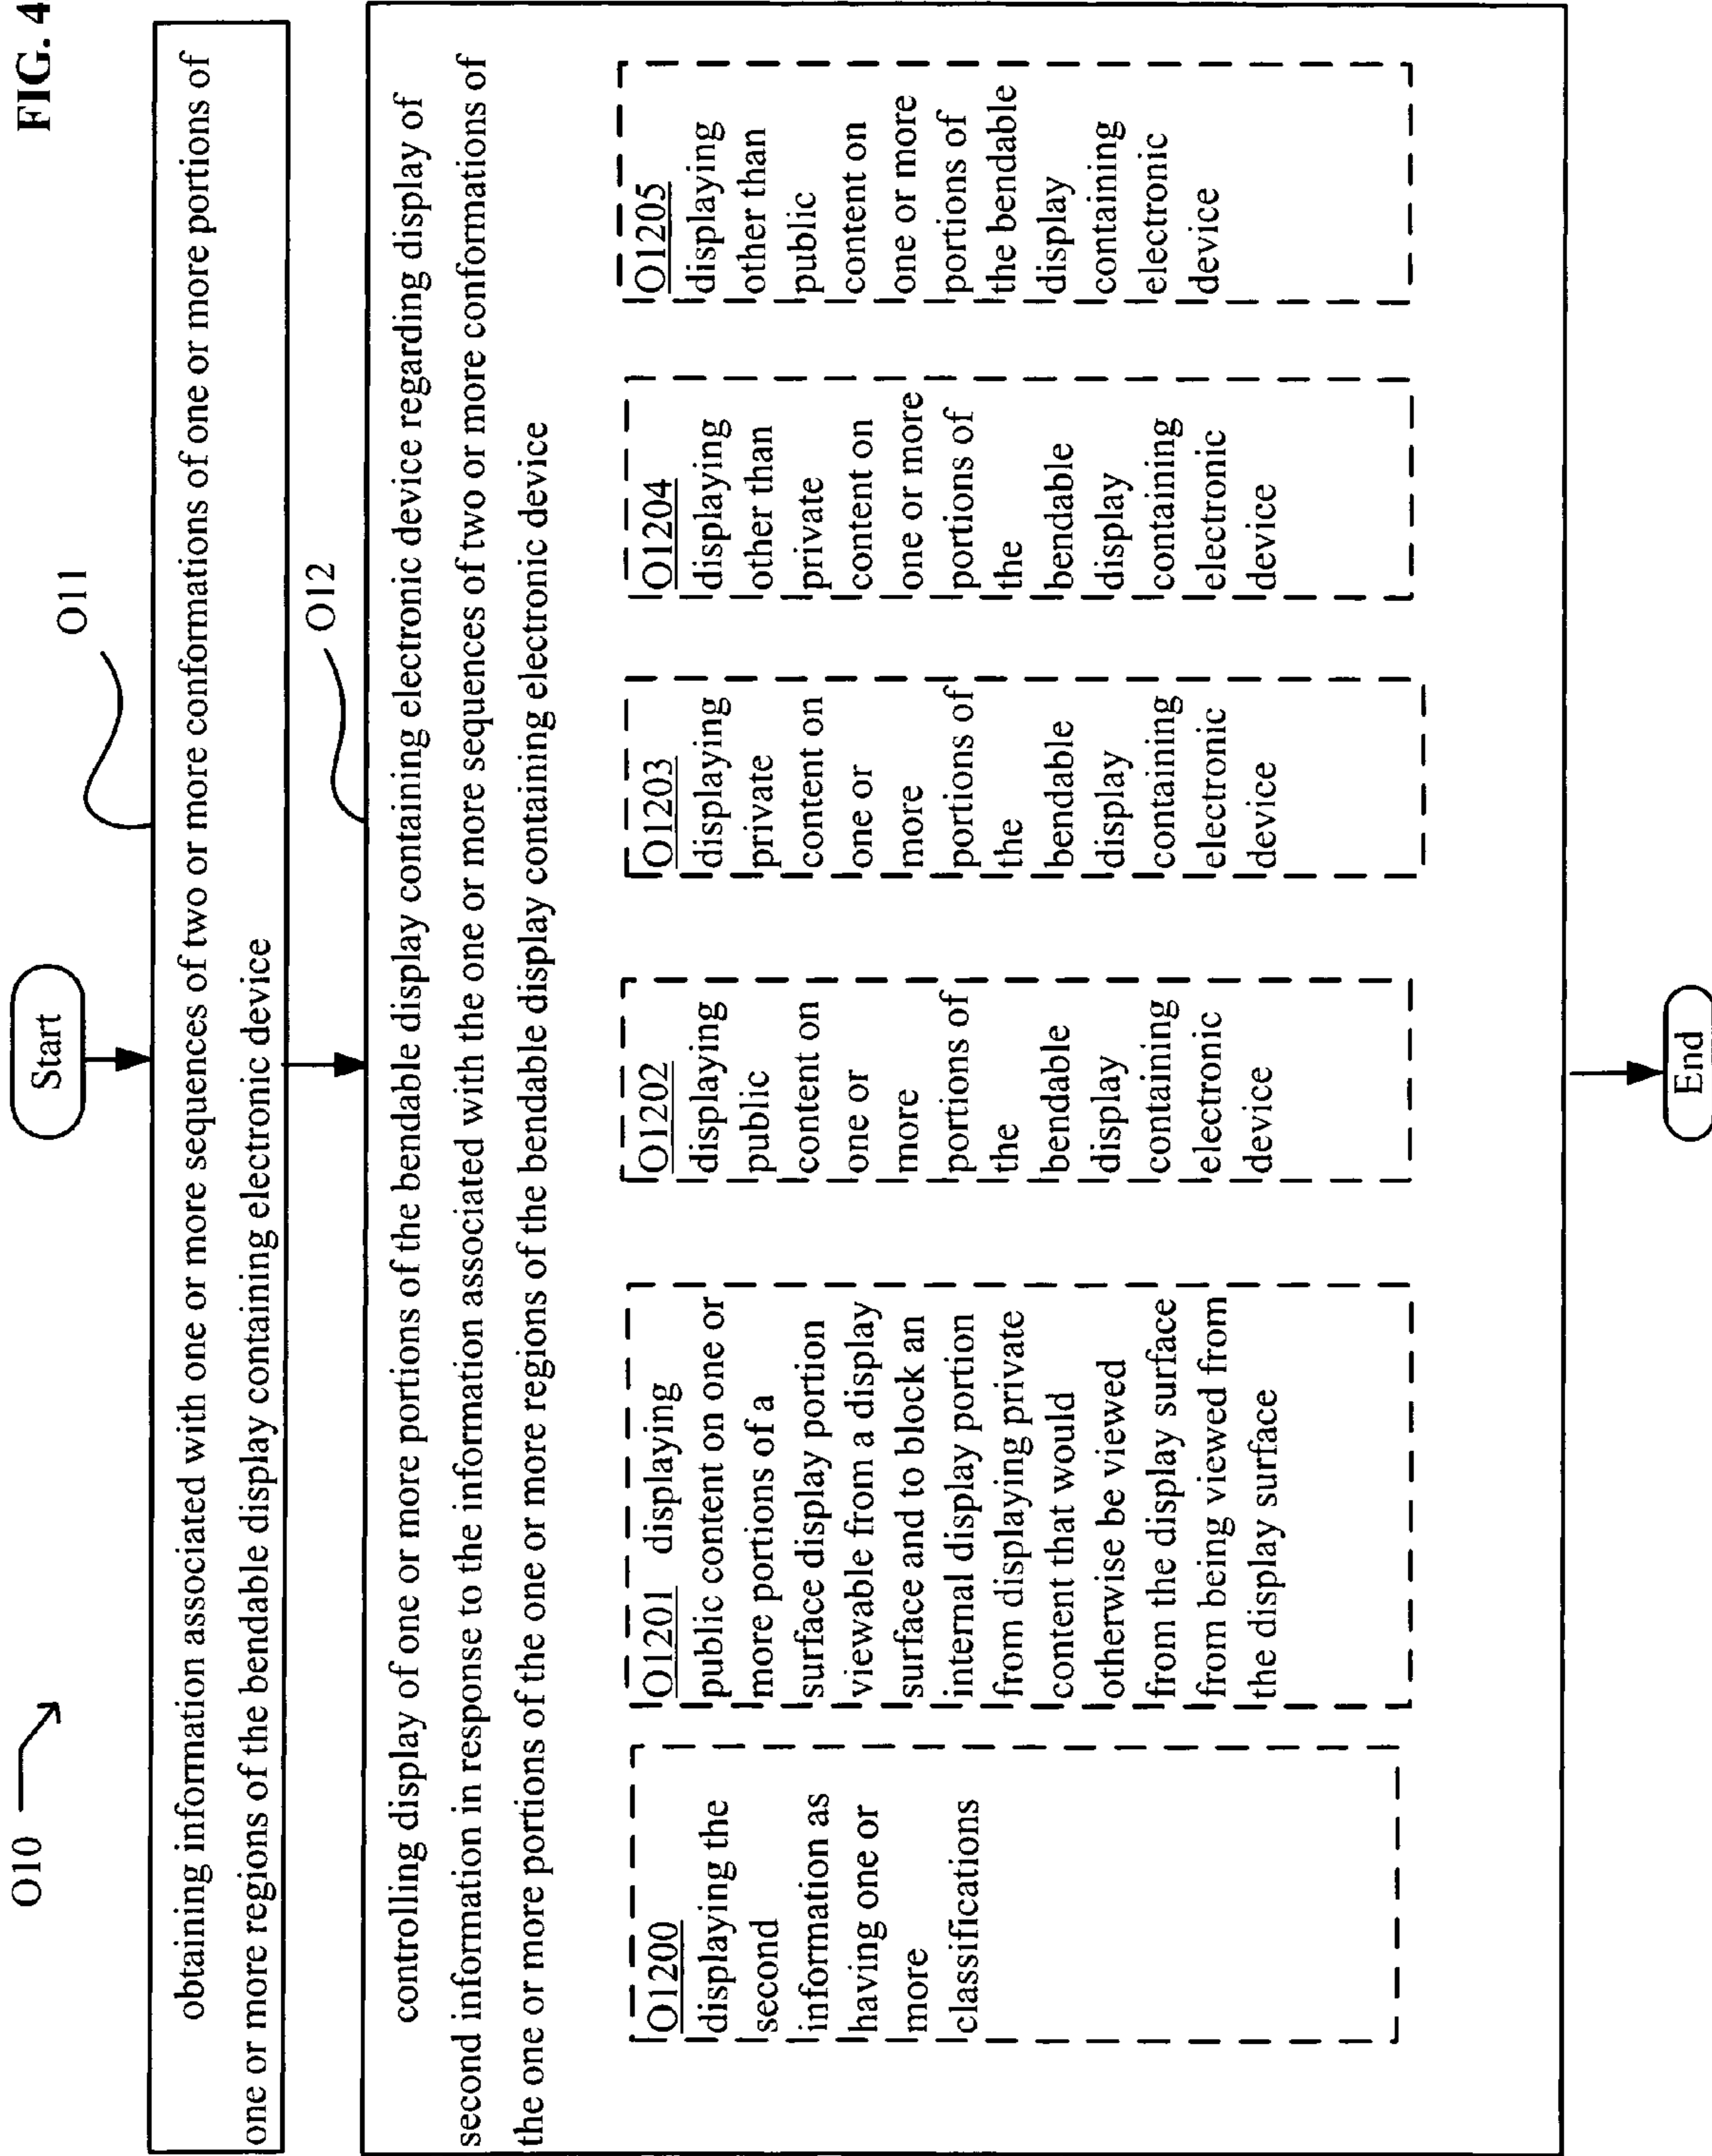 FIG. 4
O10
Start
O11
obtaining information associated with one or more sequences of two or more conformations of one or more portions of
one or more regions of the bendable display containing electronic device
O12
controlling display of one or more portions of the bendable display containing electronic device regarding display of
second information in response to the information associated with the one or more sequences of two or more conformations of
the one or more portions of the one or more regions of the bendable display containing electronic device
O1200
displaying the
second
information as
having one or
more
classifications
O1201 displaying
public content on one or
more portions of a
surface display portion
viewable from a display
surface and to block an
internal display portion
from displaying private
content that would
otherwise be viewed
from the display surface
from being viewed from
the display surface
O1202
displaying
public
content on
one or
more
portions of
the
bendable
display
containing
electronic
device
O1203
displaying
private
content on
one or
more
portions of
the
bendable
display
containing
electronic
device
O1204
displaying
other than
private
content on
one or more
portions of
the
bendable
display
containing
electronic
device
O1205
displaying
other than
public
content on
one or more
portions of
the bendable
display
containing
electronic
device
End